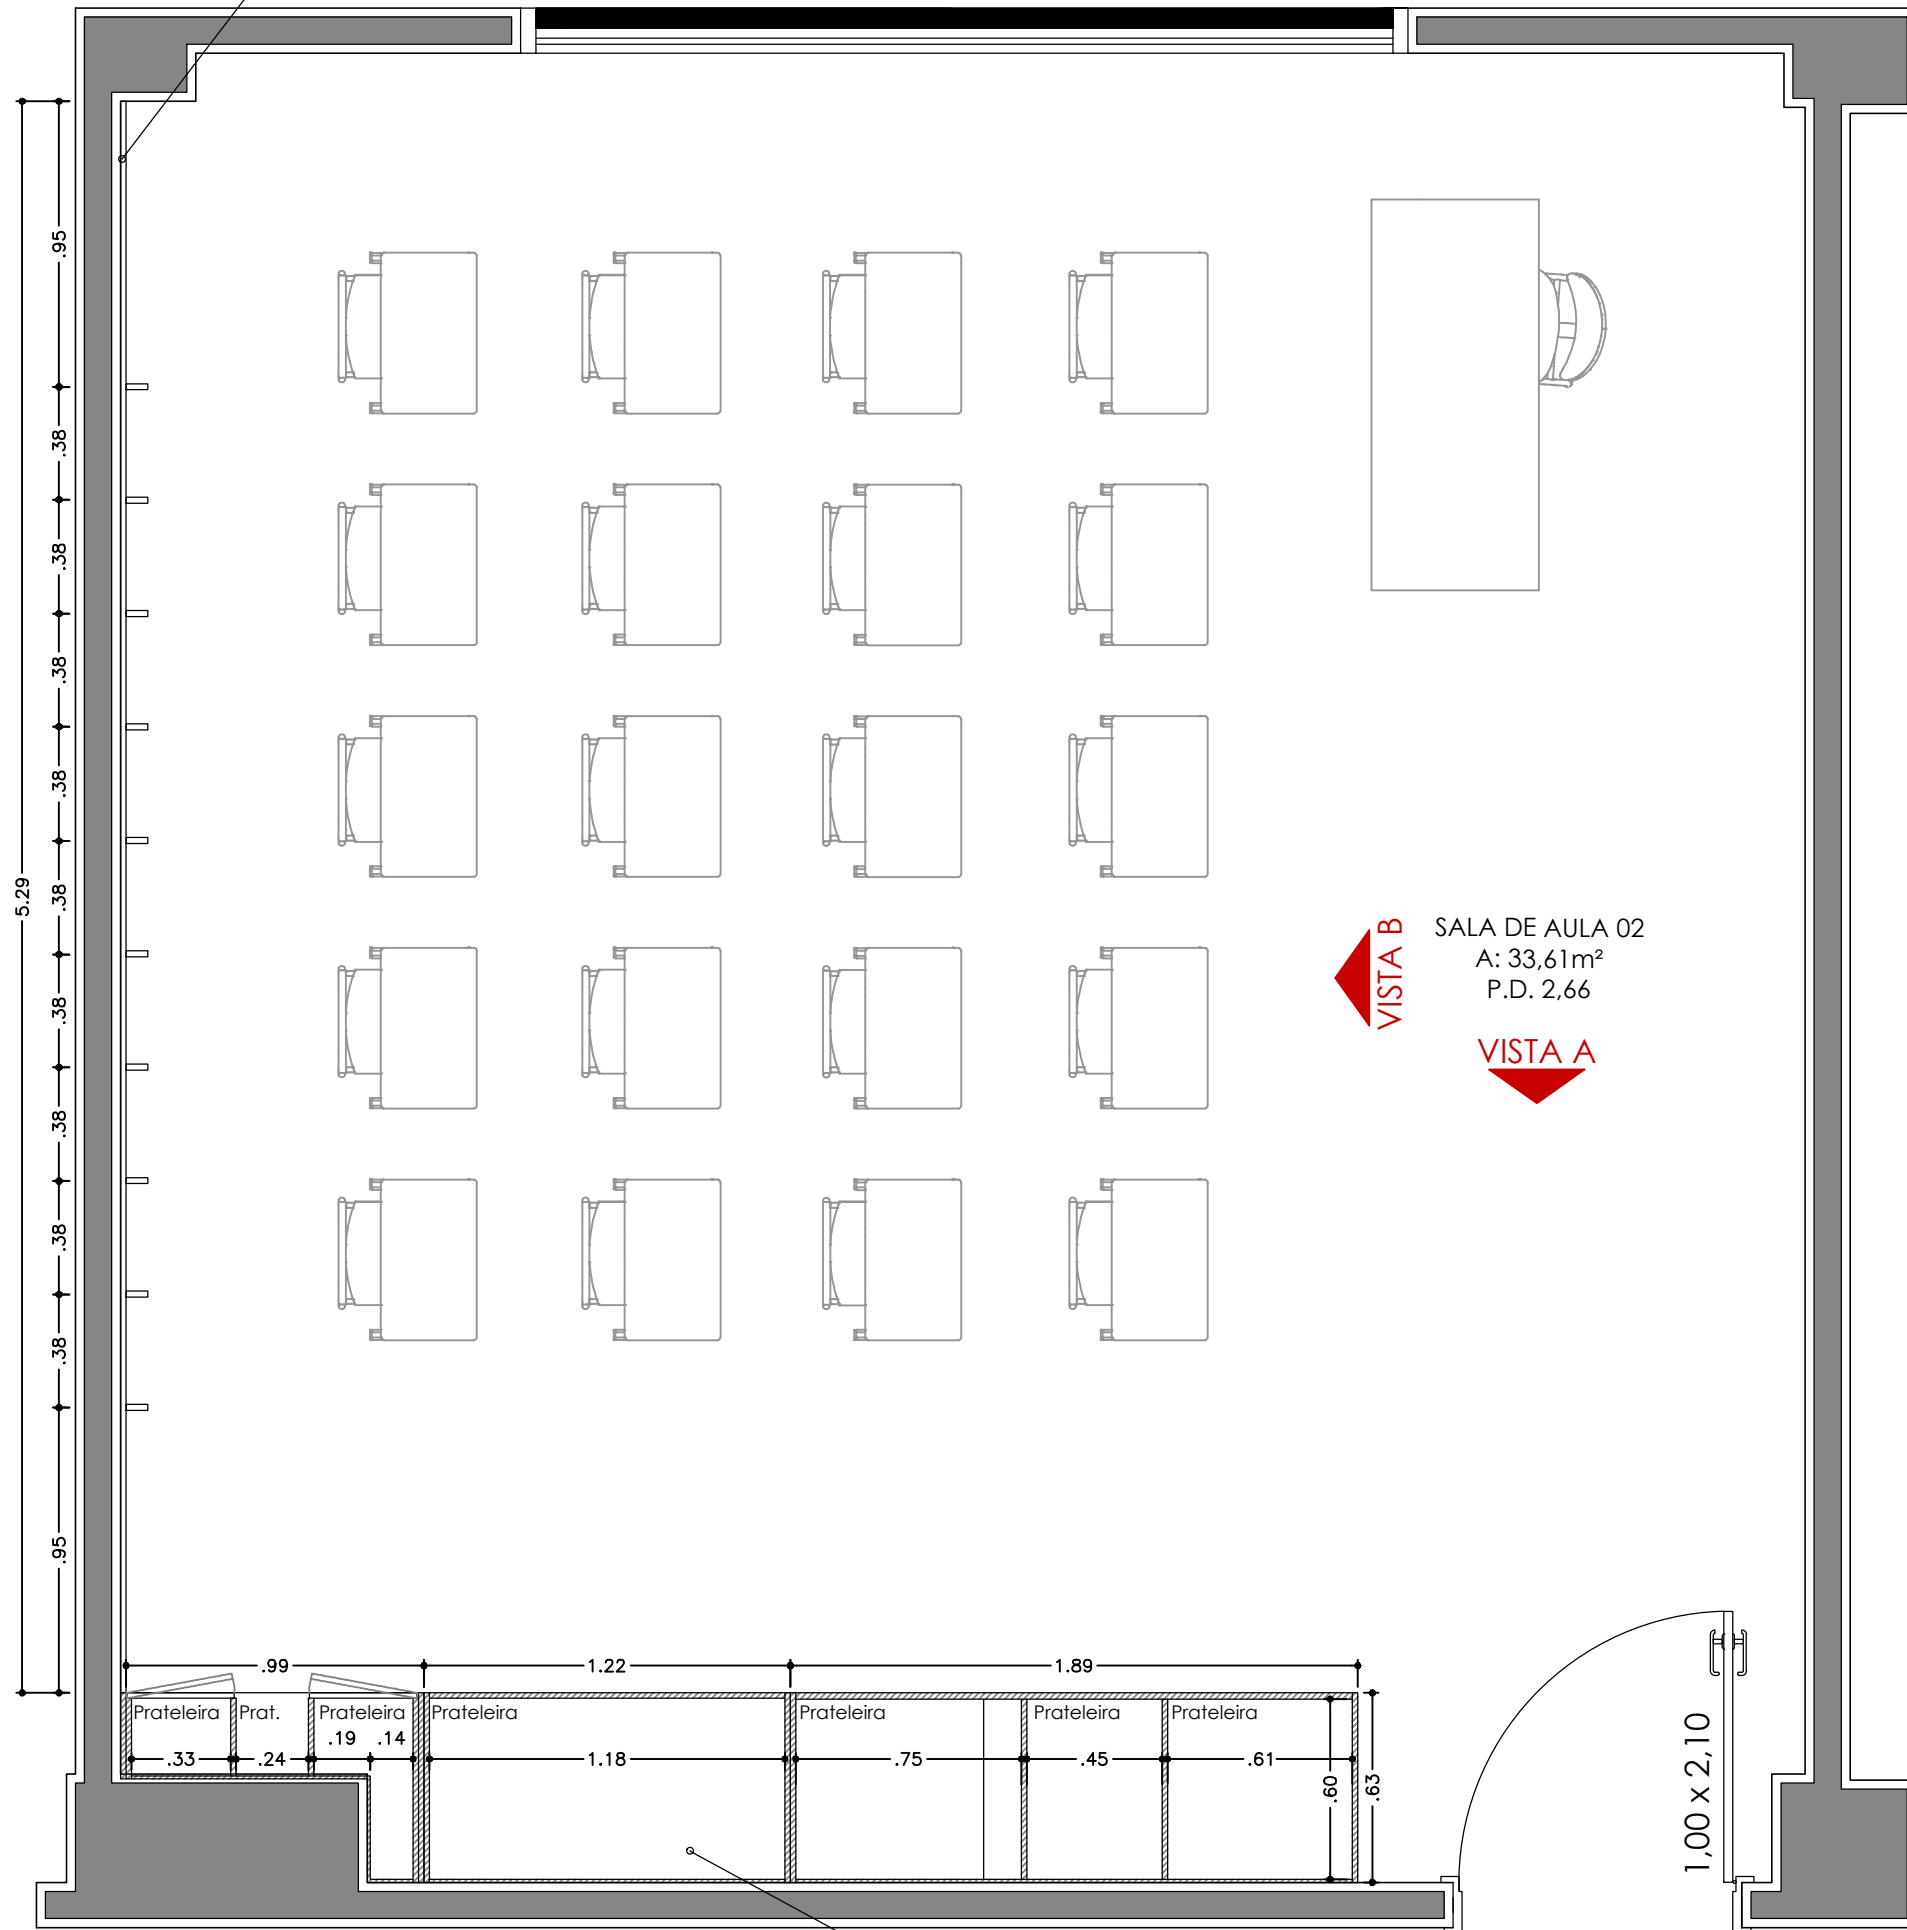 .95
.38
.38
.38
.38
5.29
.38
.38
.38
.38
.38
.95
VISTA B
SALA DE AULA 02
A: 33,61m²
P.D. 2,66
VISTA A
.99
1.22
1.89
Prateleira
Prat.
Prateleira
Prateleira
Prateleira
Prateleira
Prateleira
.19
.14
.33
.24
1.18
.75
.45
.61
.60
.63
1,00 x 2,10